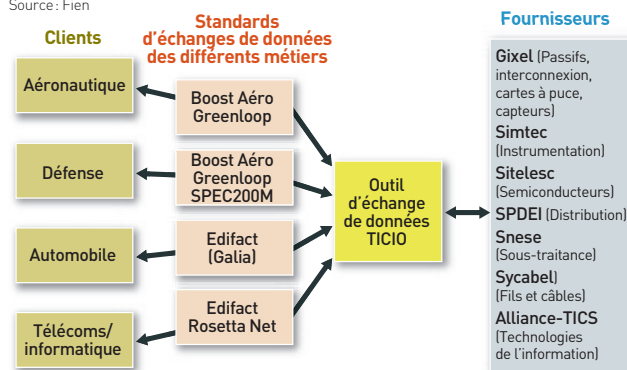 Source : Fien
Clients
Standards
d'échanges de données
des différents métiers
Fournisseurs
Aéronautique
Défense
Automobile
Télécoms/
informatique
Boost Aéro
Greenloop
Boost Aéro
Greenloop
SPEC200M
Edifact
(Galia)
Edifact
Rosetta Net
Outil
d'échange
de données
TICIO
Gixel (Passifs,
interconnexion,
cartes à puce,
capteurs)
Simtec
(Instrumentation)
Sitelesc
(Semiconducteurs)
SPDEI (Distribution)
Snese
(Sous-traitance)
Sycabel)
(Fils et câbles)
Alliance-TICS
(Technologies
de l'information)